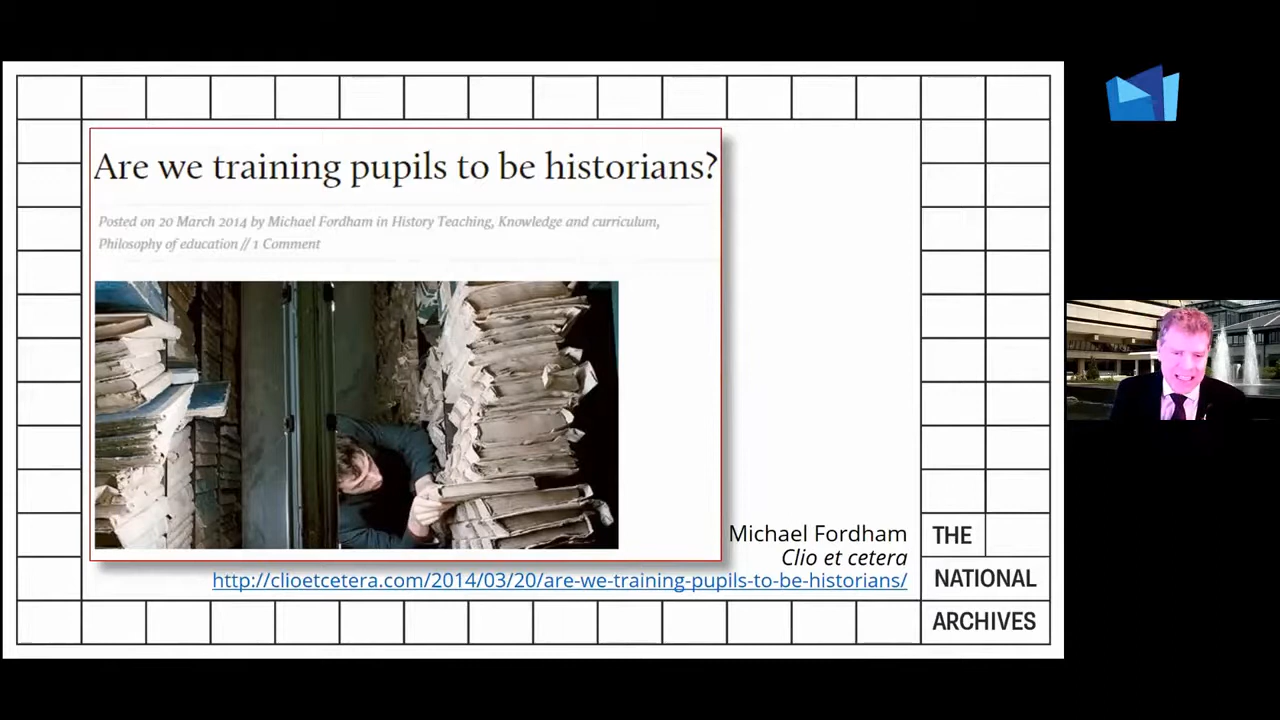 Are we training pupils to be historians?
Posted on 20 March 2014 by Michael Fordham in History Teaching, Knowledge and curriculum,
Philosophy of education // 1 Comment
Michael Fordham
Clio et cetera
http://clioetcetera.com/2014/03/20/are-we-training-pupils-to-be-historians/
THE
NATIONAL
ARCHIVES